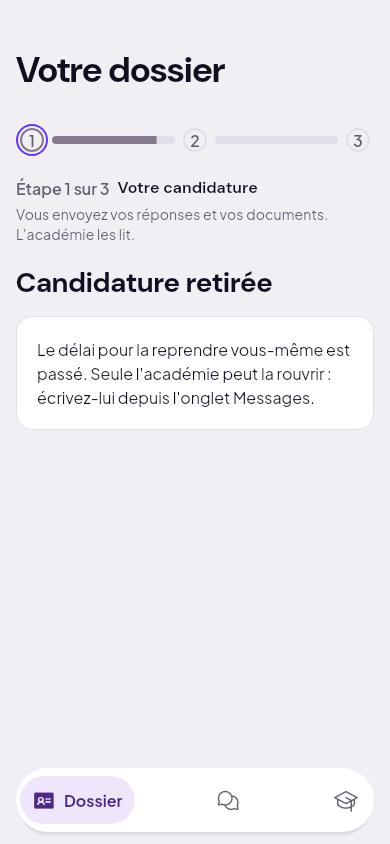 Votre dossier
1 2 3
Étape 1 sur 3 Votre candidature
Vous envoyez vos réponses et vos documents.
L'académie les lit.
Candidature retirée
Le délai pour la reprendre vous-même est
passé. Seule l'académie peut la rouvrir :
écrivez-lui depuis l'onglet Messages.
Dossier